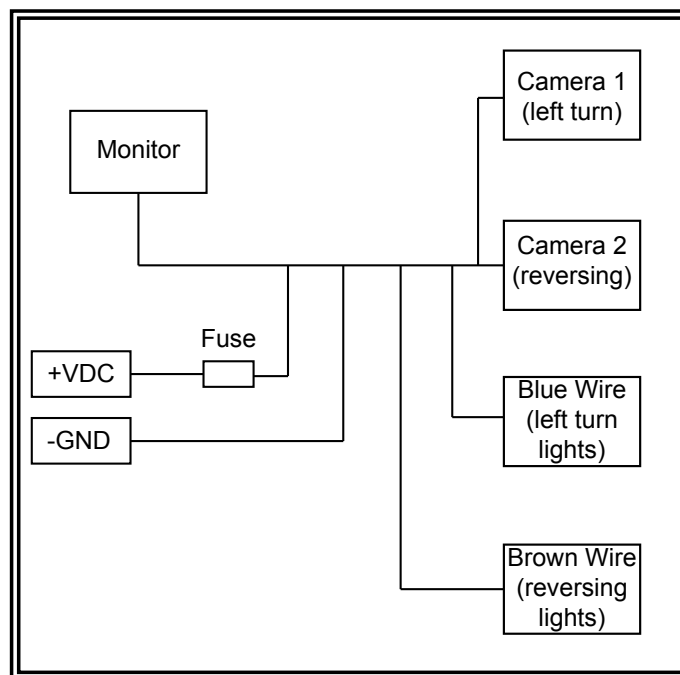 Camera 1
(left turn)
Monitor
Camera 2
(reversing)
Fuse
+VDC
Blue Wire
(left turn
lights)
-GND
Brown Wire
(reversing
lights)